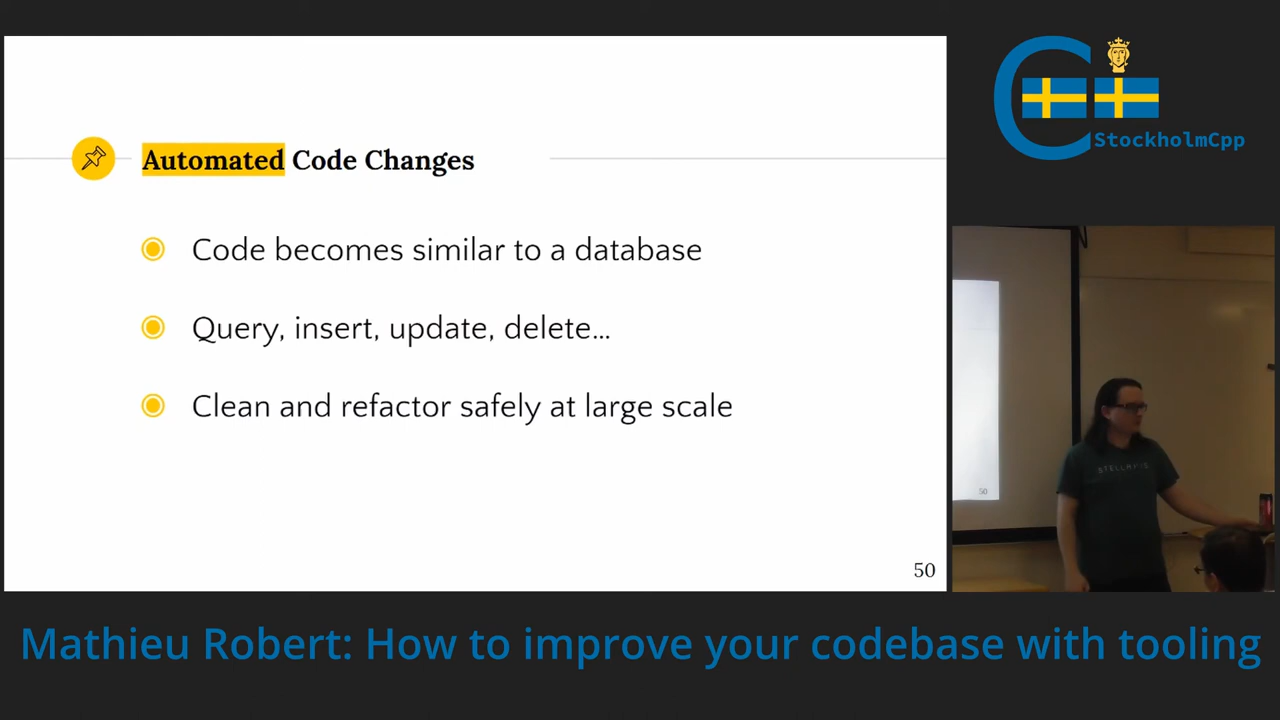 StockholmCpp
Automated Code Changes
Code becomes similar to a database
Query, insert, update, delete...
Clean and refactor safely at large scale
50
50
Mathieu Robert: How to improve your codebase with tooling